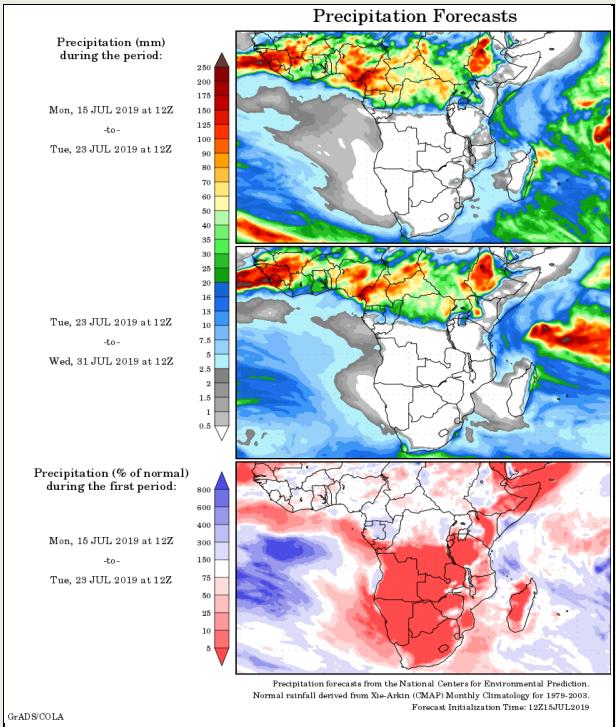 Precipitation Forecasts
Precipitation (mm)
during the period:
Mon, 15 JUL 2019 at 12Z
-to-
Tue, 23 JUL 2019 at 12Z
250
200
175
150
125
100
90
80
70
60
50
40
35
30
25
20
16
13
10
7.5
5
2.5
2
1.5
1
0.5
Tue, 23 JUL 2019 at 12Z
-to-
Wed, 31 JUL 2019 at 12Z
Precipitation (% of normal)
during the first period:
Mon, 15 JUL 2019 at 12Z
-to-
Tue, 23 JUL 2019 at 12Z
800
600
400
300
150
75
50
25
10
5
Precipitation forecasts from the National Centers for Environmental Prediction.
Normal rainfall derived from Xie-Arkin (CMAP) Monthly Climatology for 1979-2003.
Forecast Initialization Time: 12Z15JUL2019
GrADS/COLA